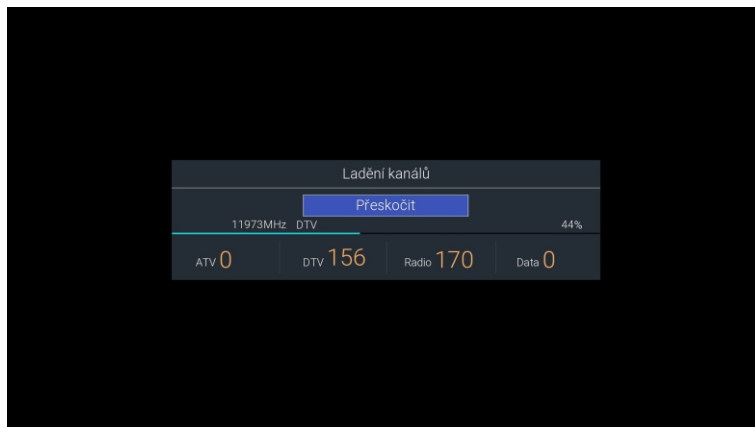 Ladění kanálů
Přeskočit
11973MHz DTV 44%
ATV 0 DTV 156 Radio 170 Data 0